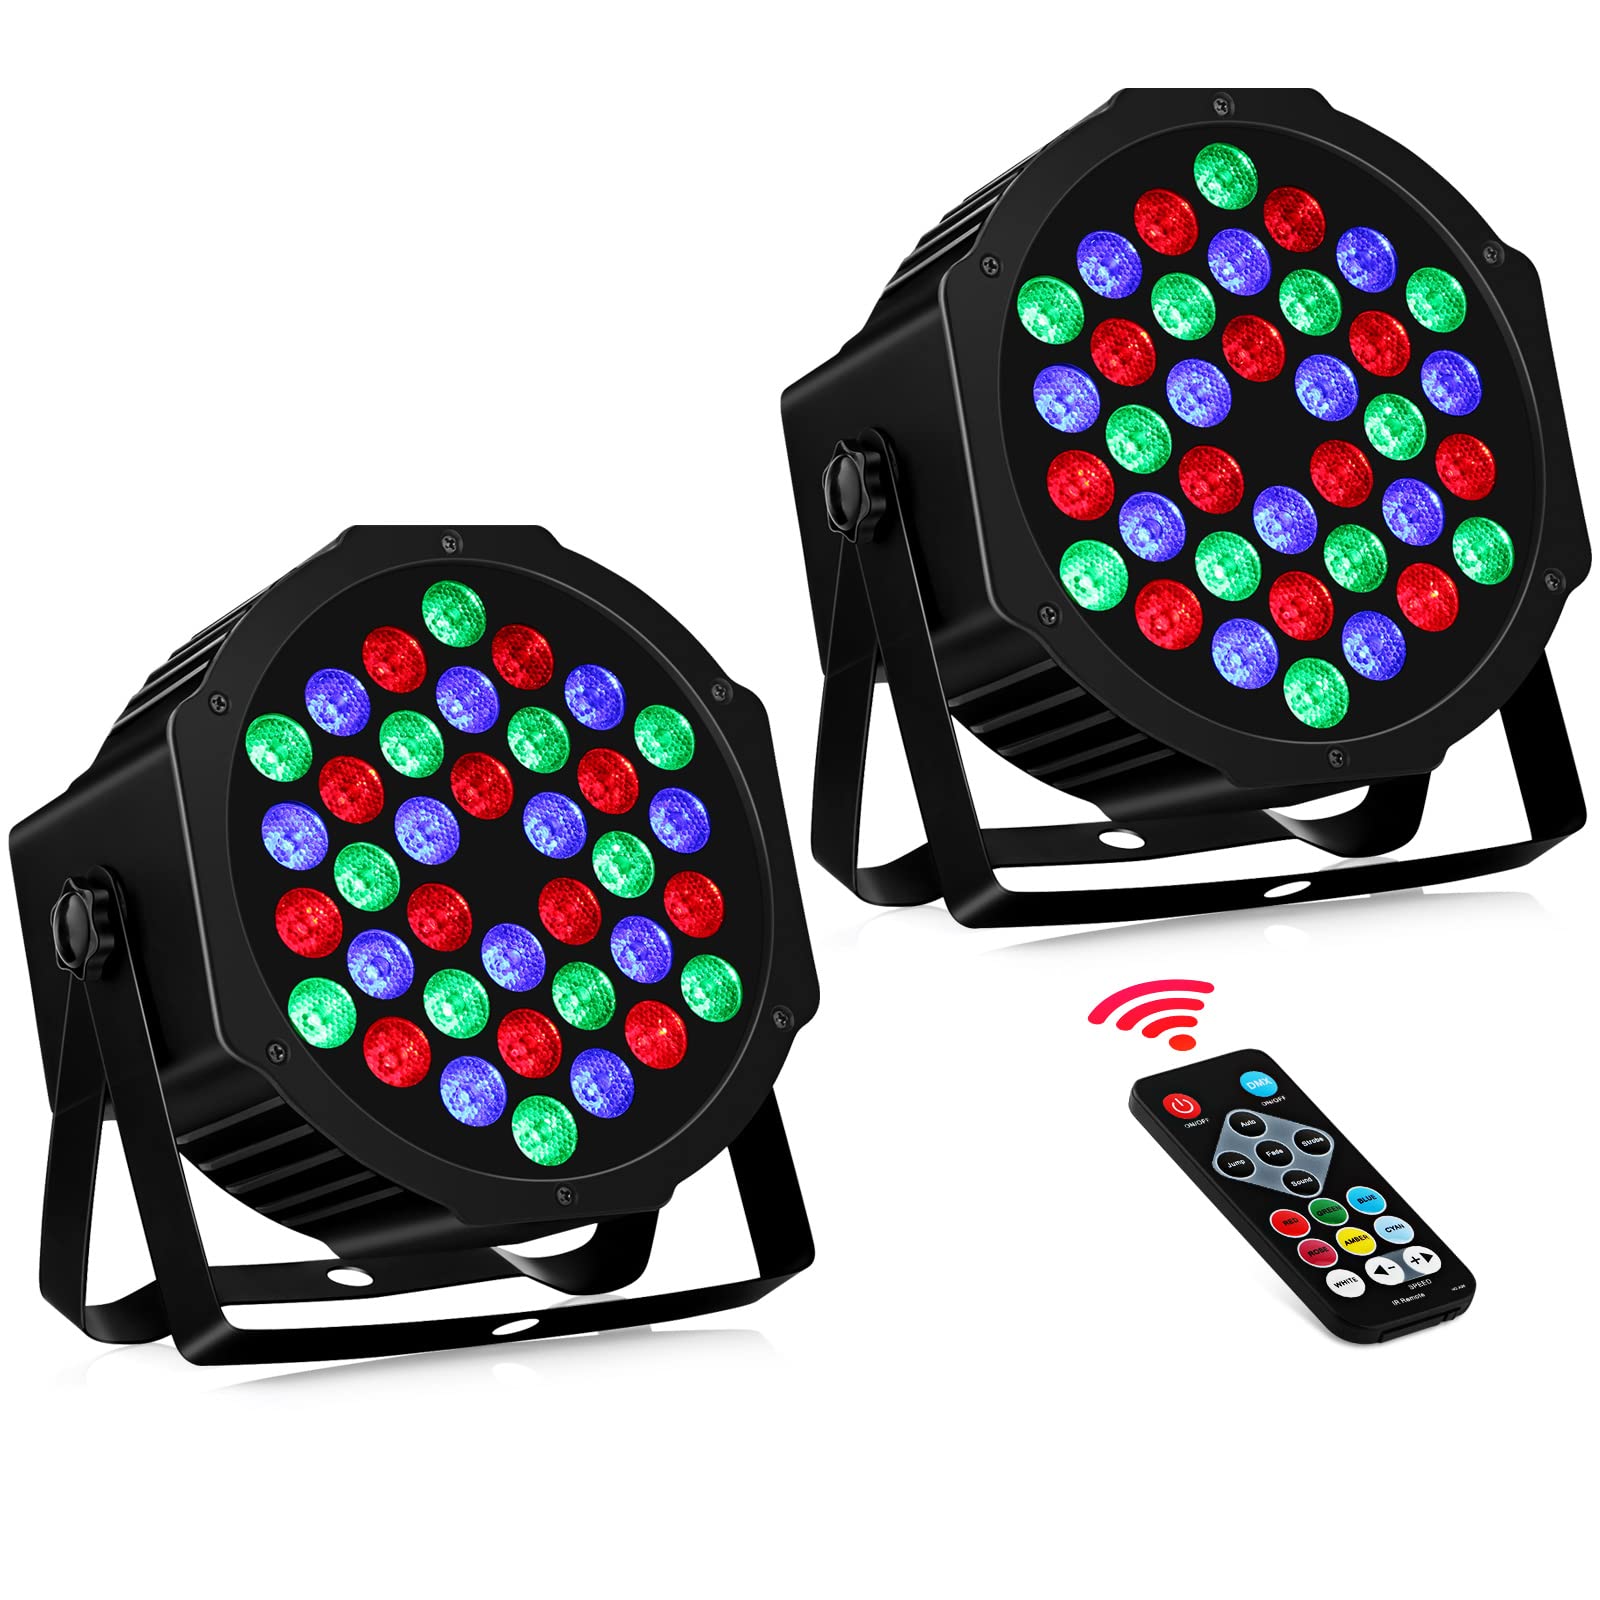 DMX
ON/OFF
ON/OFF
Auto
Jump
Fade
Strobe
Sound
RED
GREEN
BLUE
ROSE
AMBER
CYAN
WHITE
◀-
+▶
SPEED
IR Remote